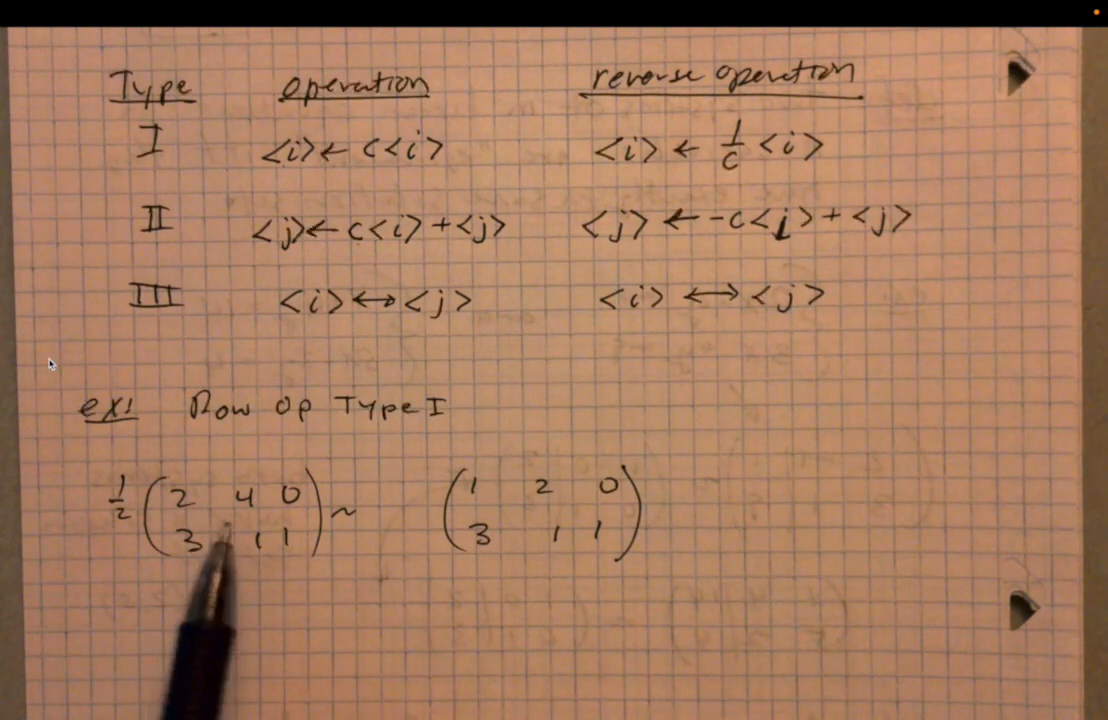 Type operation reverse operation
I <i> ← c<i> <i> ← 1/c <i>
II <j> ← c<i> + <j> <j> ← -c<i> + <j>
III <i> ↔ <j> <i> ↔ <j>
ex: Row Op Type I
1/2 ( 2 4 0 ) ~ ( 1 2 0 )
( 3 1 1 ) ( 3 1 1 )